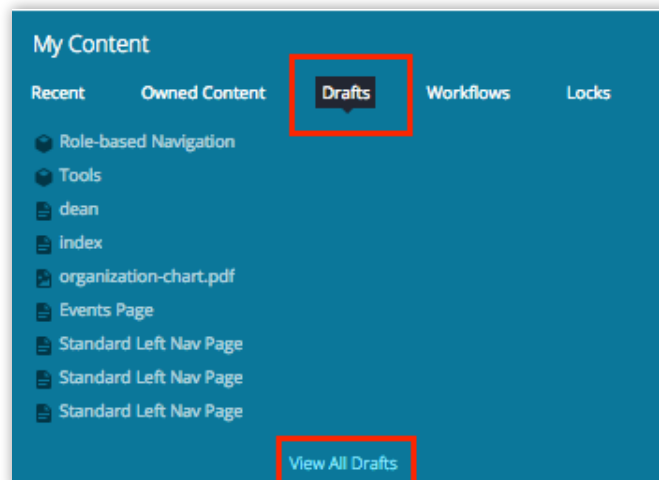 My Content
Recent Owned Content Drafts Workflows Locks
Role-based Navigation
Tools
dean
index
organization-chart.pdf
Events Page
Standard Left Nav Page
Standard Left Nav Page
Standard Left Nav Page
View All Drafts